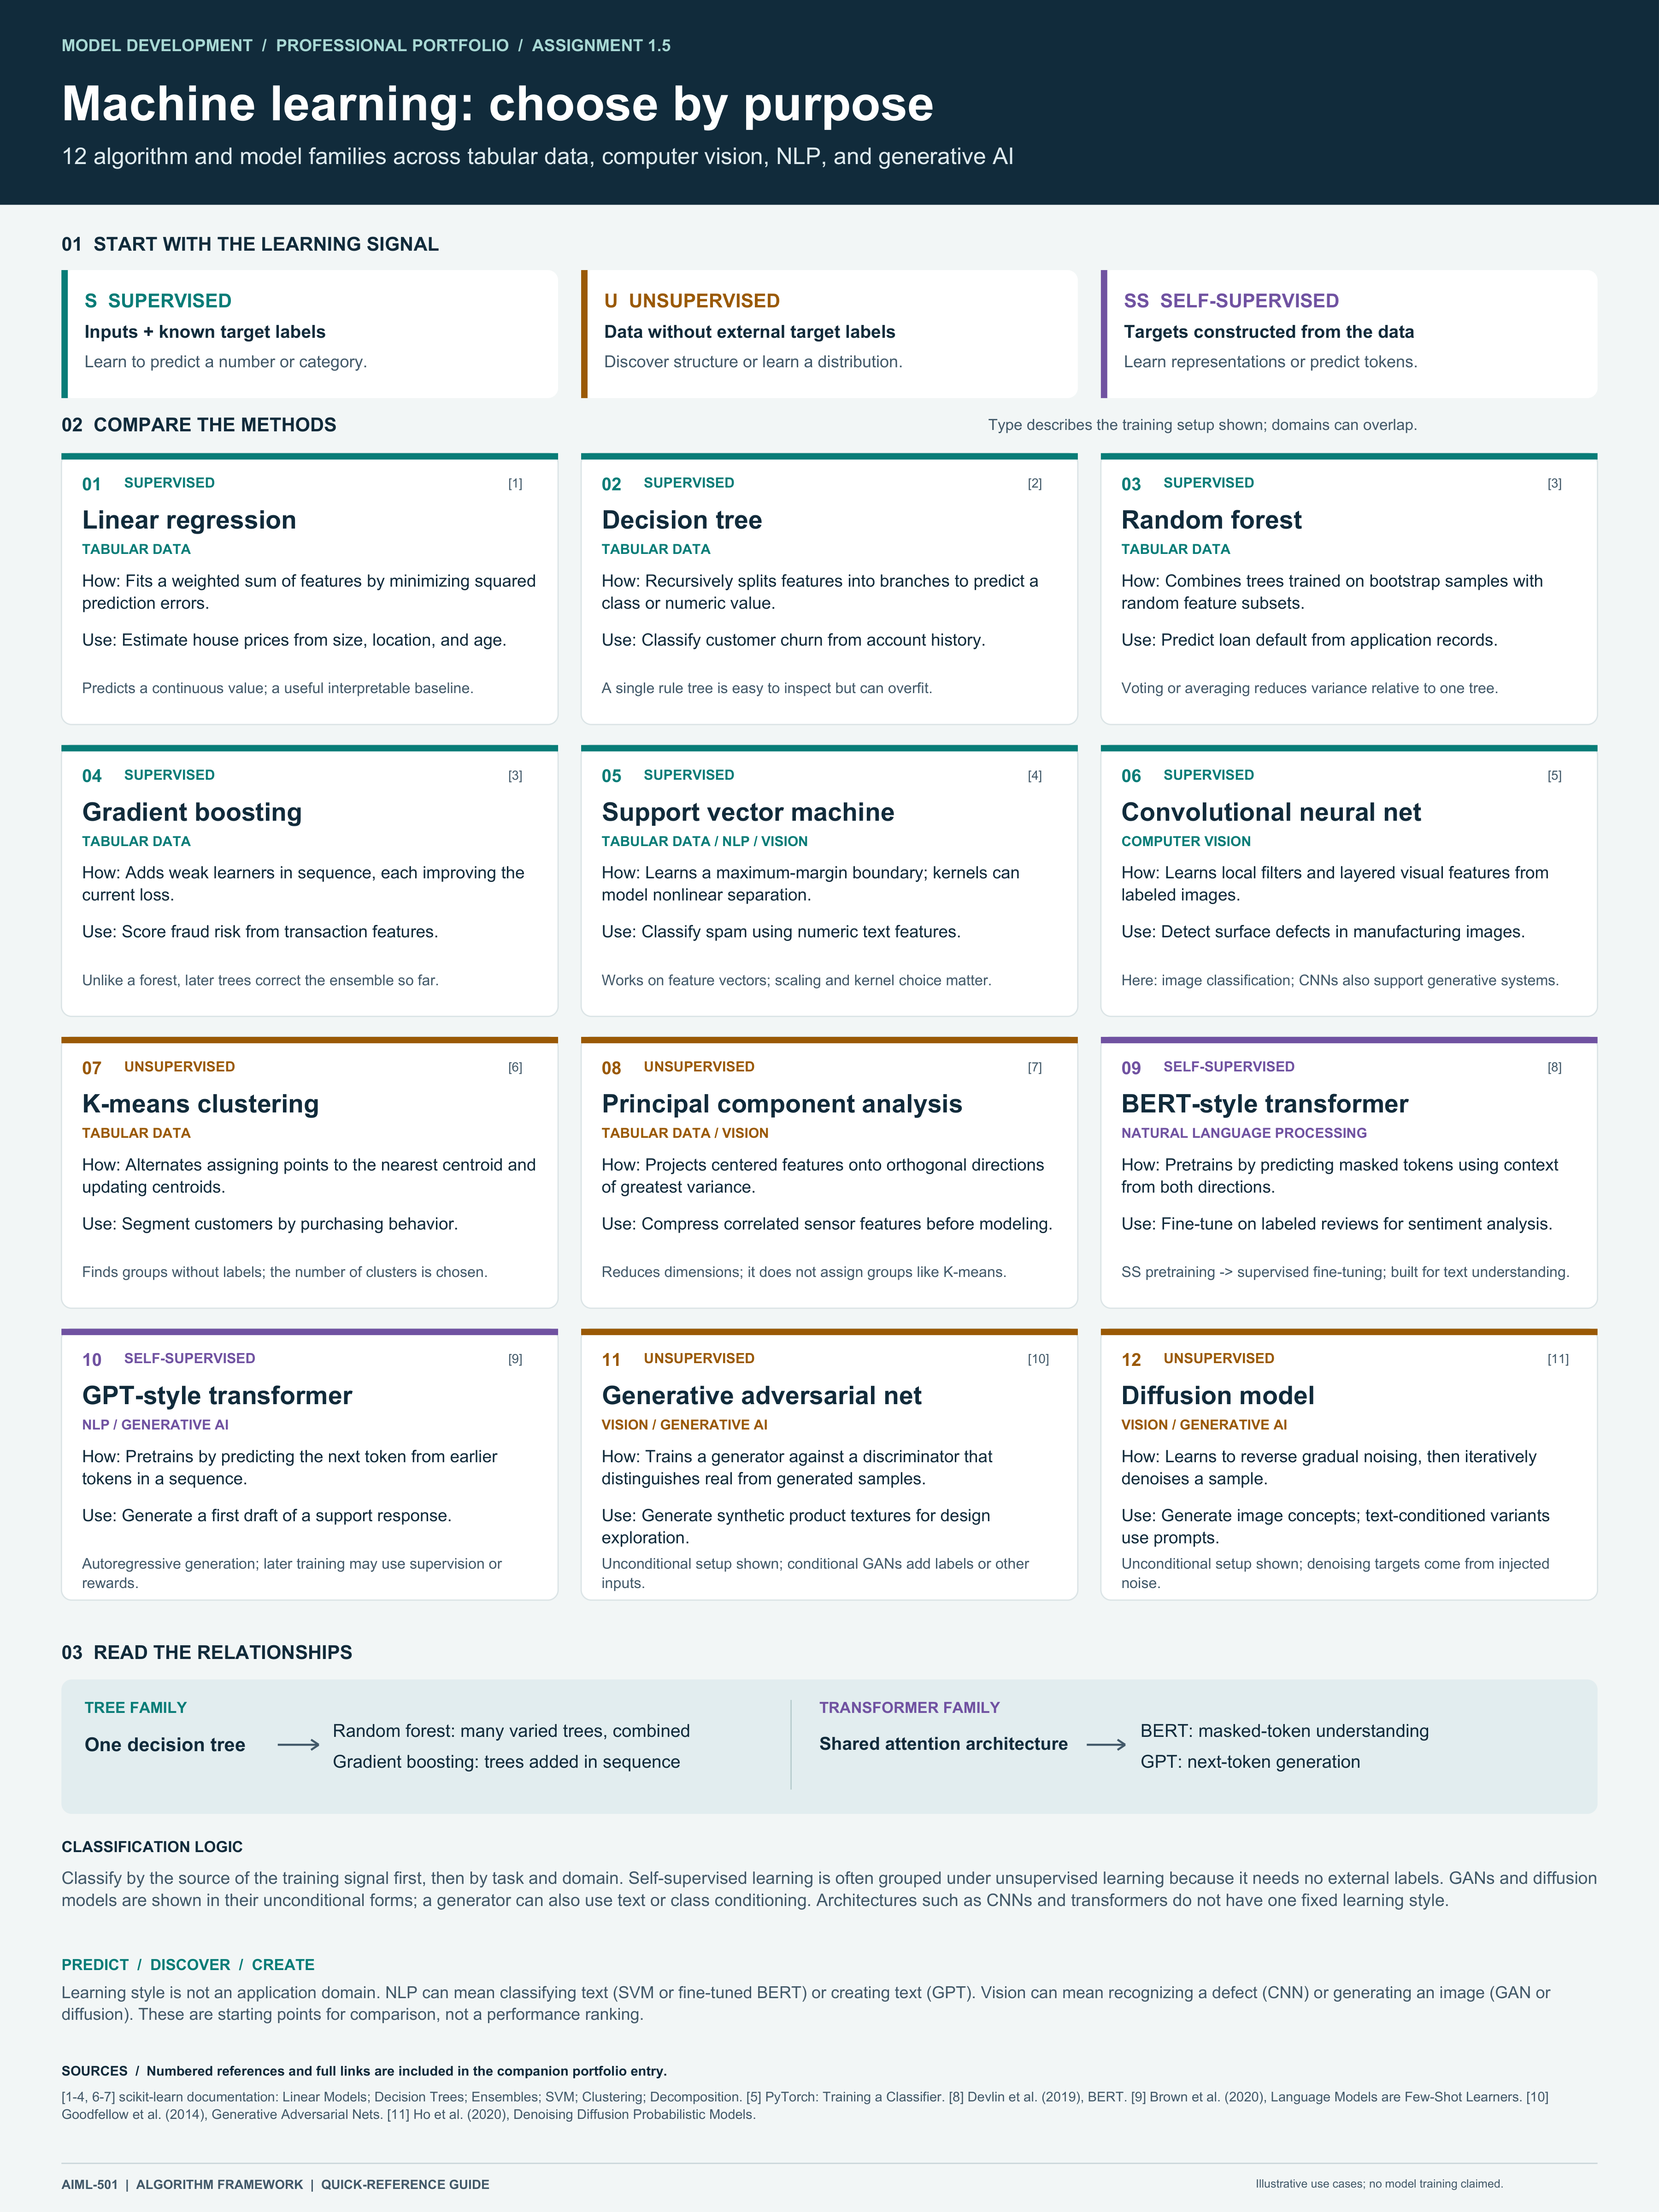 MODEL DEVELOPMENT / PROFESSIONAL PORTFOLIO / ASSIGNMENT 1.5
Machine learning: choose by purpose
12 algorithm and model families across tabular data, computer vision, NLP, and generative AI
01 START WITH THE LEARNING SIGNAL
S SUPERVISED
Inputs + known target labels
Learn to predict a number or category.
U UNSUPERVISED
Data without external target labels
Discover structure or learn a distribution.
SS SELF-SUPERVISED
Targets constructed from the data
Learn representations or predict tokens.
02 COMPARE THE METHODS
Type describes the training setup shown; domains can overlap.
01 SUPERVISED [1]
Linear regression
TABULAR DATA
How: Fits a weighted sum of features by minimizing squared
prediction errors.
Use: Estimate house prices from size, location, and age.
Predicts a continuous value; a useful interpretable baseline.
02 SUPERVISED [2]
Decision tree
TABULAR DATA
How: Recursively splits features into branches to predict a
class or numeric value.
Use: Classify customer churn from account history.
A single rule tree is easy to inspect but can overfit.
03 SUPERVISED [3]
Random forest
TABULAR DATA
How: Combines trees trained on bootstrap samples with
random feature subsets.
Use: Predict loan default from application records.
Voting or averaging reduces variance relative to one tree.
04 SUPERVISED [3]
Gradient boosting
TABULAR DATA
How: Adds weak learners in sequence, each improving the
current loss.
Use: Score fraud risk from transaction features.
Unlike a forest, later trees correct the ensemble so far.
05 SUPERVISED [4]
Support vector machine
TABULAR DATA / NLP / VISION
How: Learns a maximum-margin boundary; kernels can
model nonlinear separation.
Use: Classify spam using numeric text features.
Works on feature vectors; scaling and kernel choice matter.
06 SUPERVISED [5]
Convolutional neural net
COMPUTER VISION
How: Learns local filters and layered visual features from
labeled images.
Use: Detect surface defects in manufacturing images.
Here: image classification; CNNs also support generative systems.
07 UNSUPERVISED [6]
K-means clustering
TABULAR DATA
How: Alternates assigning points to the nearest centroid and
updating centroids.
Use: Segment customers by purchasing behavior.
Finds groups without labels; the number of clusters is chosen.
08 UNSUPERVISED [7]
Principal component analysis
TABULAR DATA / VISION
How: Projects centered features onto orthogonal directions
of greatest variance.
Use: Compress correlated sensor features before modeling.
Reduces dimensions; it does not assign groups like K-means.
09 SELF-SUPERVISED [8]
BERT-style transformer
NATURAL LANGUAGE PROCESSING
How: Pretrains by predicting masked tokens using context
from both directions.
Use: Fine-tune on labeled reviews for sentiment analysis.
SS pretraining -> supervised fine-tuning; built for text understanding.
10 SELF-SUPERVISED [9]
GPT-style transformer
NLP / GENERATIVE AI
How: Pretrains by predicting the next token from earlier
tokens in a sequence.
Use: Generate a first draft of a support response.
Autoregressive generation; later training may use supervision or
rewards.
11 UNSUPERVISED [10]
Generative adversarial net
VISION / GENERATIVE AI
How: Trains a generator against a discriminator that
distinguishes real from generated samples.
Use: Generate synthetic product textures for design
exploration.
Unconditional setup shown; conditional GANs add labels or other
inputs.
12 UNSUPERVISED [11]
Diffusion model
VISION / GENERATIVE AI
How: Learns to reverse gradual noising, then iteratively
denoises a sample.
Use: Generate image concepts; text-conditioned variants
use prompts.
Unconditional setup shown; denoising targets come from injected
noise.
03 READ THE RELATIONSHIPS
TREE FAMILY
One decision tree
Random forest: many varied trees, combined
Gradient boosting: trees added in sequence
TRANSFORMER FAMILY
Shared attention architecture
BERT: masked-token understanding
GPT: next-token generation
CLASSIFICATION LOGIC
Classify by the source of the training signal first, then by task and domain. Self-supervised learning is often grouped under unsupervised learning because it needs no external labels. GANs and diffusion
models are shown in their unconditional forms; a generator can also use text or class conditioning. Architectures such as CNNs and transformers do not have one fixed learning style.
PREDICT / DISCOVER / CREATE
Learning style is not an application domain. NLP can mean classifying text (SVM or fine-tuned BERT) or creating text (GPT). Vision can mean recognizing a defect (CNN) or generating an image (GAN or
diffusion). These are starting points for comparison, not a performance ranking.
SOURCES / Numbered references and full links are included in the companion portfolio entry.
[1-4, 6-7] scikit-learn documentation: Linear Models; Decision Trees; Ensembles; SVM; Clustering; Decomposition. [5] PyTorch: Training a Classifier. [8] Devlin et al. (2019), BERT. [9] Brown et al. (2020), Language Models are Few-Shot Learners. [10]
Goodfellow et al. (2014), Generative Adversarial Nets. [11] Ho et al. (2020), Denoising Diffusion Probabilistic Models.
AIML-501 | ALGORITHM FRAMEWORK | QUICK-REFERENCE GUIDE
Illustrative use cases; no model training claimed.